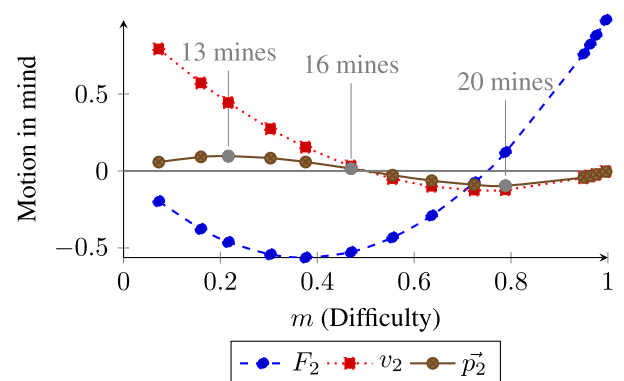 13 mines
16 mines
20 mines
Motion in mind
0.5
0
−0.5
0
0.2
0.4
0.6
0.8
1
m (Difficulty)
F₂
v₂
p⃗₂